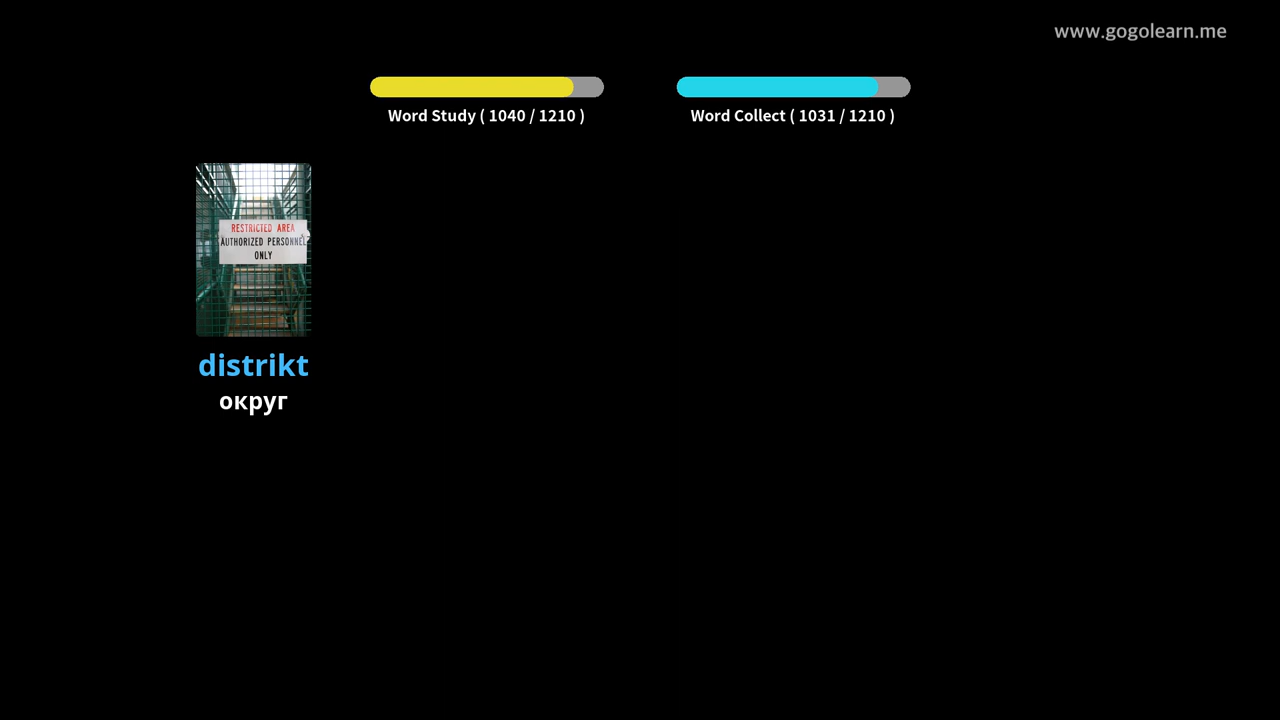 www.gogolearn.me
Word Study ( 1040 / 1210 )
Word Collect ( 1031 / 1210 )
RESTRICTED AREA
AUTHORIZED PERSONNEL
ONLY
distrikt
округ